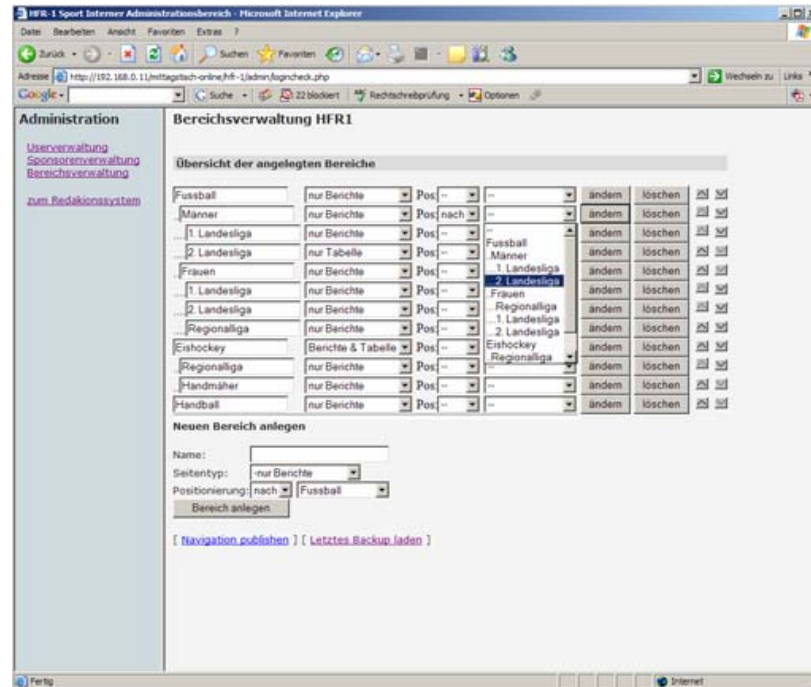 HFR-1 Sport Interner Administrationsbereich - Microsoft Internet Explorer
Datei Bearbeiten Ansicht Favoriten Extras ?
Zurück Suchen Favoriten
Adresse http://192.168.0.11/mittagstisch-online/hfr-1/admin/logincheck.php Wechseln zu Links
Google Suche 22 blockiert Rechtschreibprüfung Optionen
Administration
Userverwaltung
Sponsorenverwaltung
Bereichsverwaltung
zum Redakionssystem
Bereichsverwaltung HFR1
Übersicht der angelegten Bereiche
Fussball nur Berichte Pos: -- -- ändern löschen
..Männer nur Berichte Pos: nach -- ändern löschen
....1. Landesliga nur Berichte Pos: -- ändern löschen
....2. Landesliga nur Tabelle Pos: -- ändern löschen
..Frauen nur Berichte Pos: -- ändern löschen
....1. Landesliga nur Berichte Pos: -- ändern löschen
....2. Landesliga nur Berichte Pos: -- ändern löschen
....Regionalliga nur Berichte Pos: -- ändern löschen
Eishockey Berichte & Tabelle Pos: -- ändern löschen
..Regionalliga nur Berichte Pos: -- -- ändern löschen
..Handmäher nur Berichte Pos: -- -- ändern löschen
Handball nur Berichte Pos: -- -- ändern löschen
--
Fussball
..Männer
....1. Landesliga
....2. Landesliga
..Frauen
....Regionalliga
....1. Landesliga
....2. Landesliga
Eishockey
..Regionalliga
Neuen Bereich anlegen
Name:
Seitentyp: -nur Berichte
Positionierung: nach Fussball
Bereich anlegen
[ Navigation publishen ] [ Letztes Backup laden ]
Fertig Internet